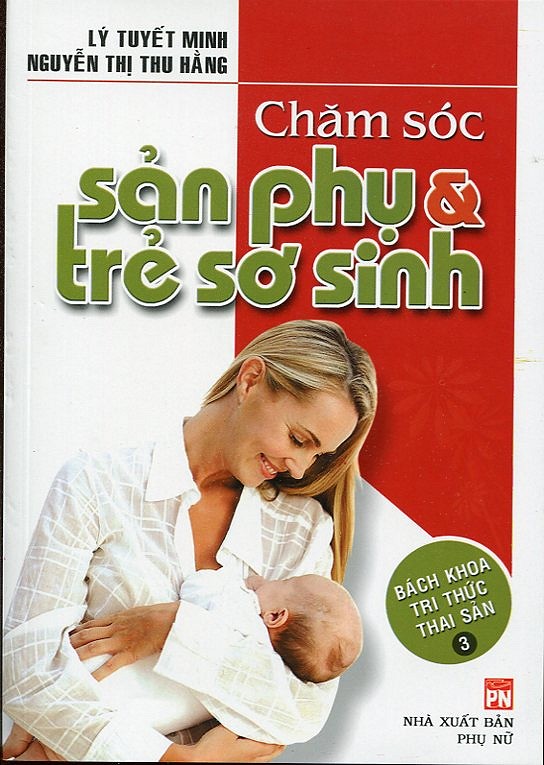 LÝ TUYẾT MINH
NGUYỄN THỊ THU HẰNG
Chăm sóc
sản phụ &
trẻ sơ sinh
BÁCH KHOA
TRI THỨC
THAI SẢN
3
PN
NHÀ XUẤT BẢN
PHỤ NỮ